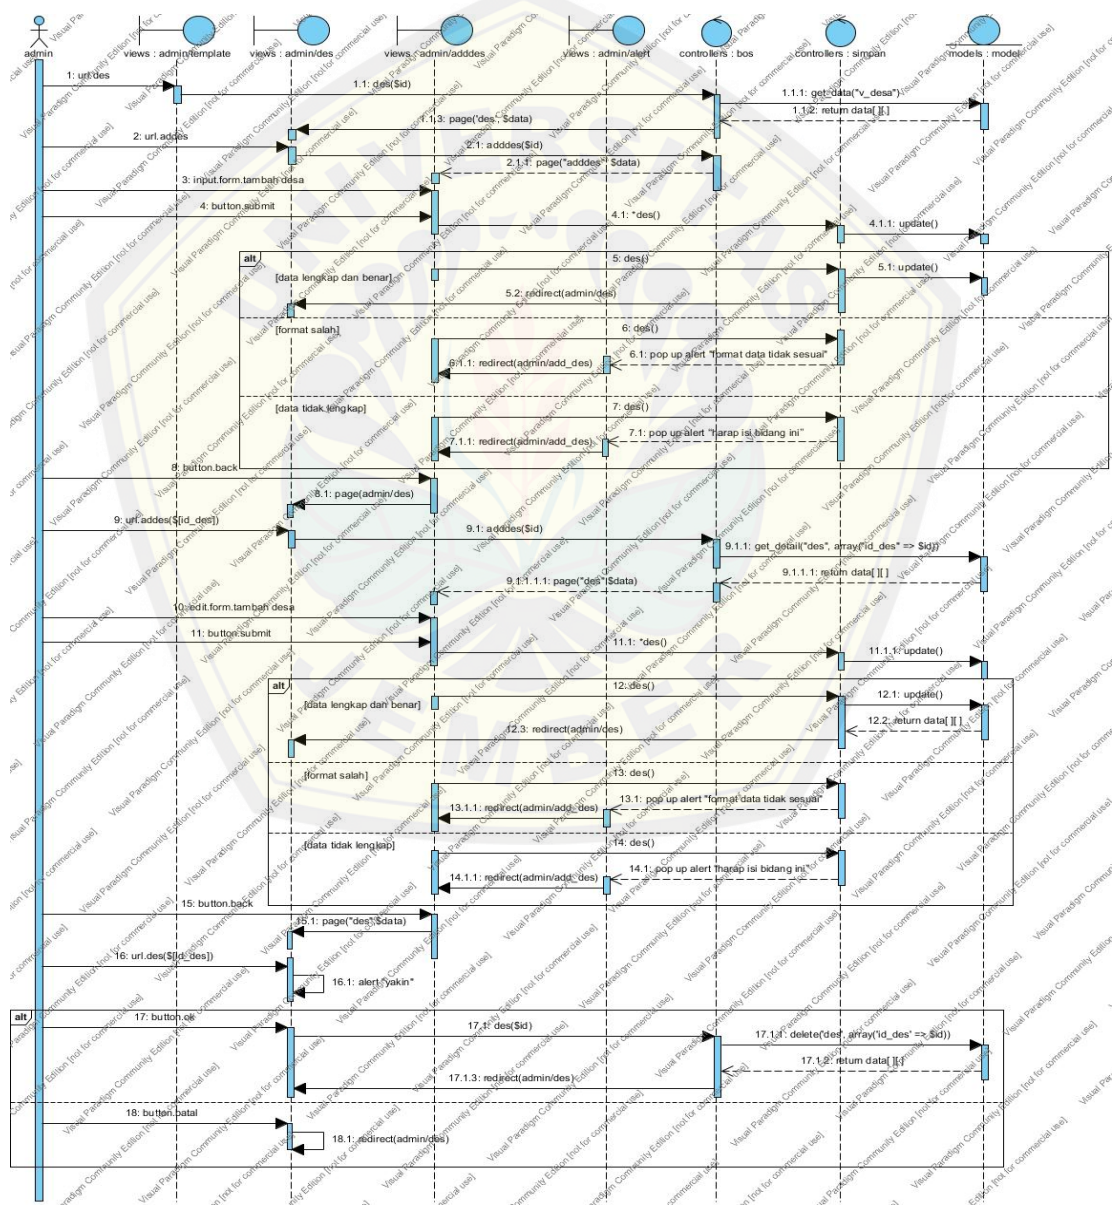 admin
views : admin/template
views : admin/des
views : admin/adddes
views : admin/alert
controllers : bos
controllers : simpan
models : model
1: url.des
1.1: des($id)
1.1.1: get_data("v_desa")
1.1.2: return data[ ][ ]
1.1.3: page("des", $data)
2: url.addes
2.1: adddes($id)
2.1.1: page("adddes", $data)
3: input.form.tambah desa
4: button.submit
4.1: *des()
4.1.1: update()
alt
5: des()
[data lengkap dan benar]
5.1: update()
5.2: redirect(admin/des)
[format salah]
6: des()
6.1: pop up alert "format data tidak sesuai"
6.1.1: redirect(admin/add_des)
[data tidak lengkap]
7: des()
7.1: pop up alert "harap isi bidang ini"
7.1.1: redirect(admin/add_des)
8: button.back
8.1: page(admin/des)
9: url.addes($[id_des])
9.1: adddes($id)
9.1.1: get_detail("des", array("id_des" => $id))
9.1.1.1: return data[ ][ ]
9.1.1.1.1: page("des",$data)
10: edit.form.tambah desa
11: button.submit
11.1: *des()
11.1.1: update()
alt
12: des()
[data lengkap dan benar]
12.1: update()
12.2: return data[ ][ ]
12.3: redirect(admin/des)
[format salah]
13: des()
13.1: pop up alert "format data tidak sesuai"
13.1.1: redirect(admin/add_des)
[data tidak lengkap]
14: des()
14.1: pop up alert "harap isi bidang ini"
14.1.1: redirect(admin/add_des)
15: button.back
15.1: page("des",$data)
16: url.des($[id_des])
16.1: alert "yakin"
alt
17: button.ok
17.1: des($id)
17.1.1: delete("des", array("id_des" => $id))
17.1.2: return data[ ][ ]
17.1.3: redirect(admin/des)
18: button.batal
18.1: redirect(admin/des)
UNIVERSITAS
JEMBER
Visual Paradigm Community Edition [not for commercial use]